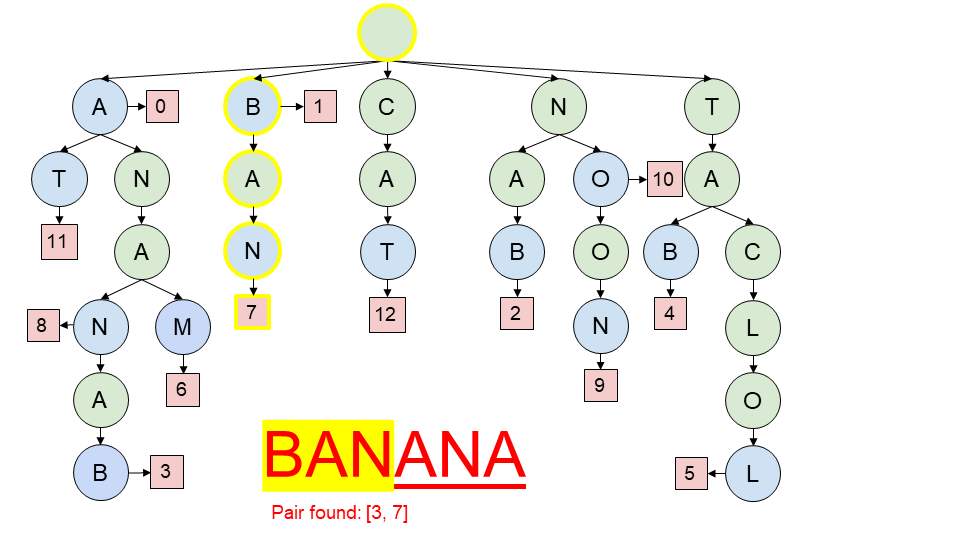 A 0 B 1 C N T
T N A A A O 10 A
11 A N T B O B C
8 N M 7 12 2 N 4 L
6 9
A O
B 3 5 L
BANANA
Pair found: [3, 7]